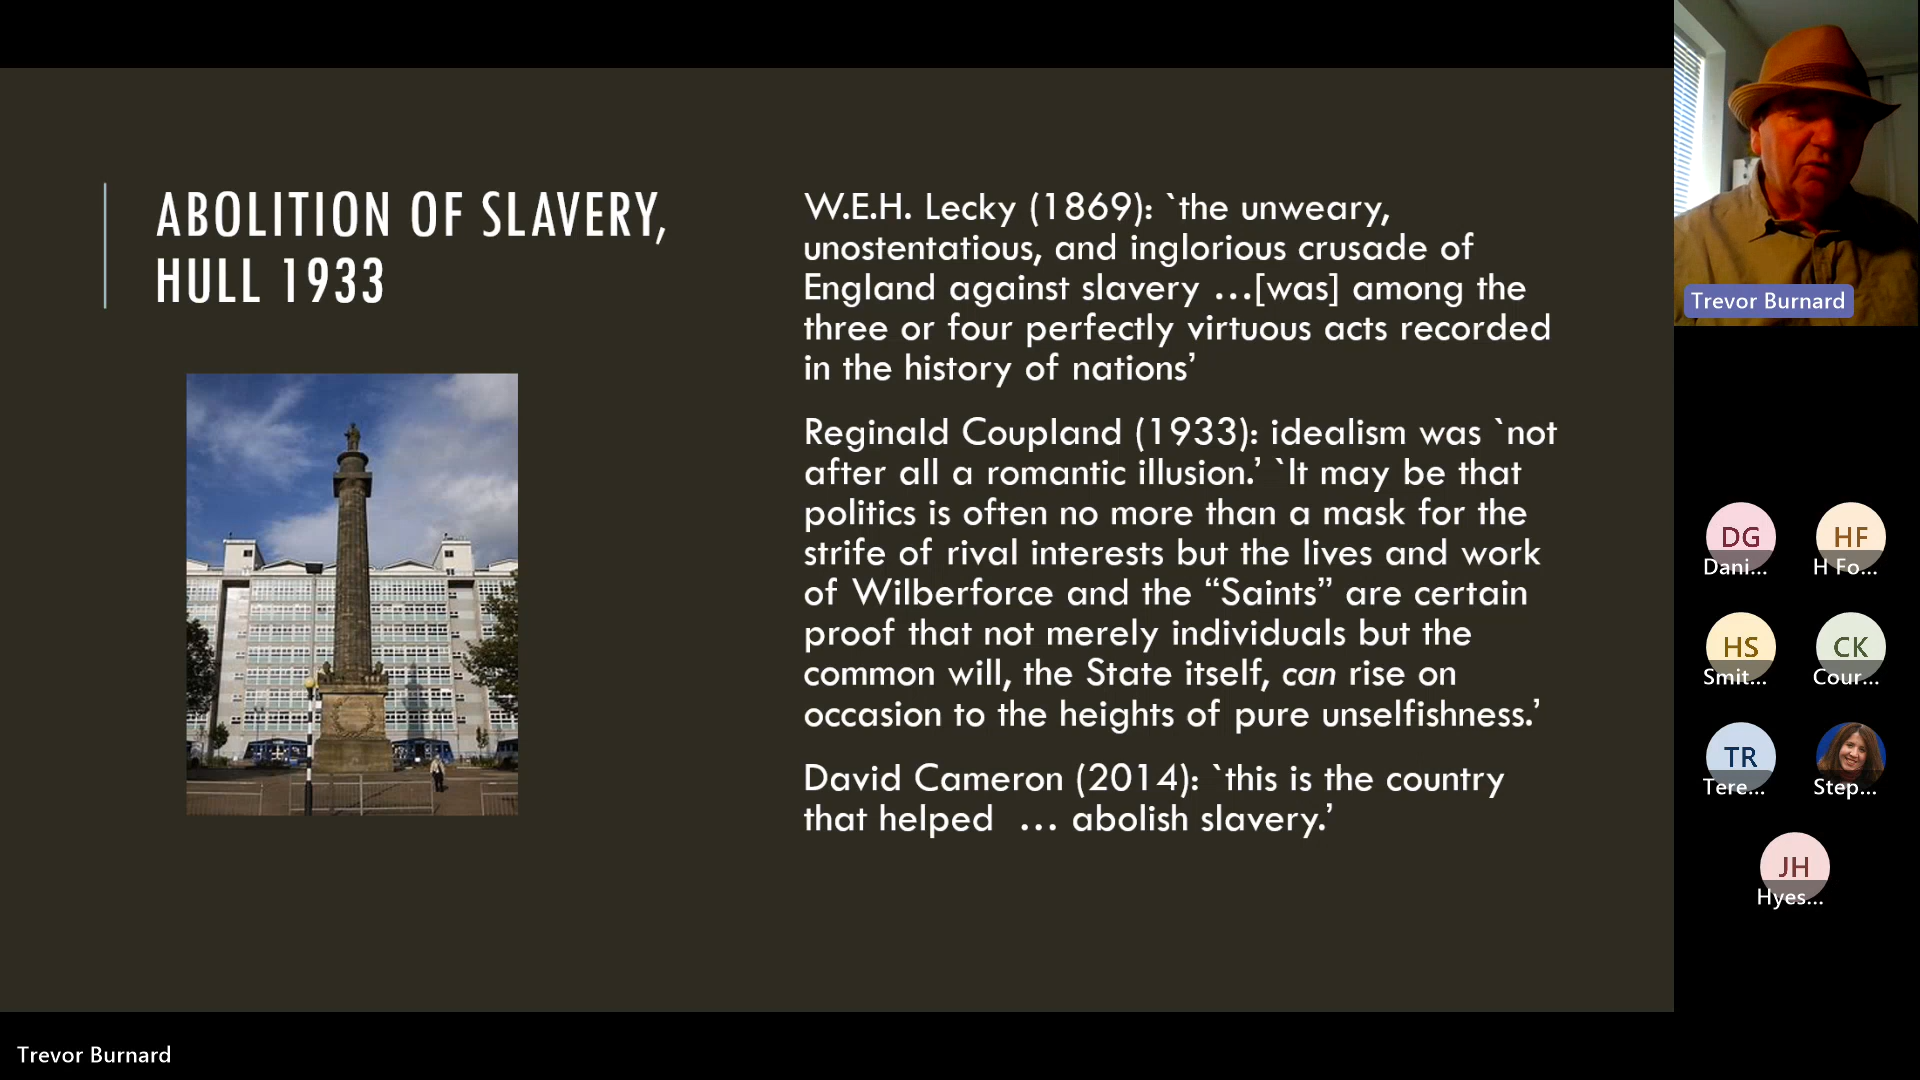 ABOLITION OF SLAVERY,
HULL 1933
W.E.H. Lecky (1869): `the unweary,
unostentatious, and inglorious crusade of
England against slavery …[was] among the
three or four perfectly virtuous acts recorded
in the history of nations’
Reginald Coupland (1933): idealism was `not
after all a romantic illusion.’ `It may be that
politics is often no more than a mask for the
strife of rival interests but the lives and work
of Wilberforce and the “Saints” are certain
proof that not merely individuals but the
common will, the State itself, can rise on
occasion to the heights of pure unselfishness.’
David Cameron (2014): `this is the country
that helped … abolish slavery.’
Trevor Burnard
DG
Dani...
HF
H Fo...
HS
Smit...
CK
Cour...
TR
Tere...
Step...
JH
Hyes...
Trevor Burnard